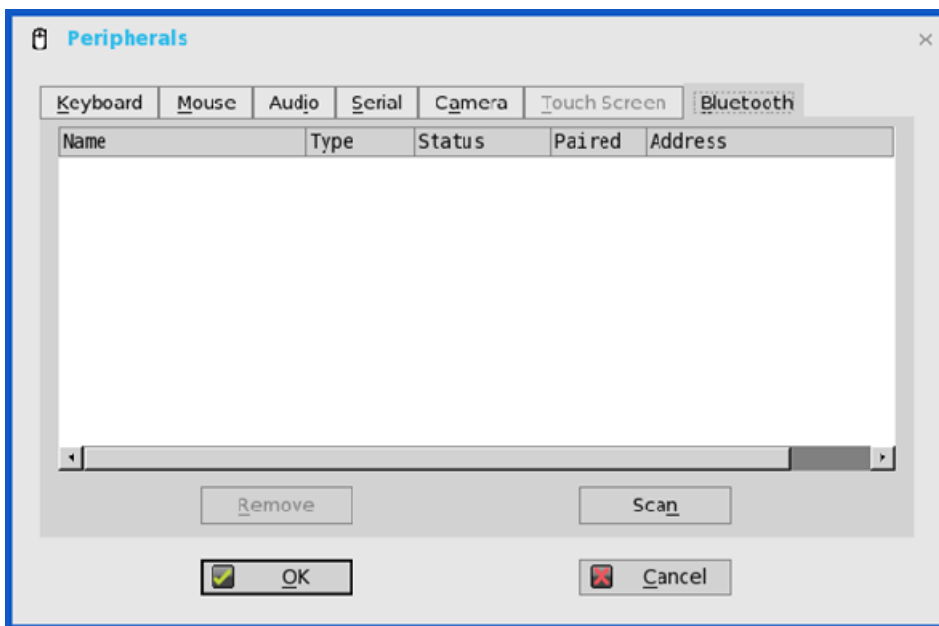 Peripherals
Keyboard Mouse Audio Serial Camera Touch Screen Bluetooth
Name Type Status Paired Address
Remove Scan
OK Cancel